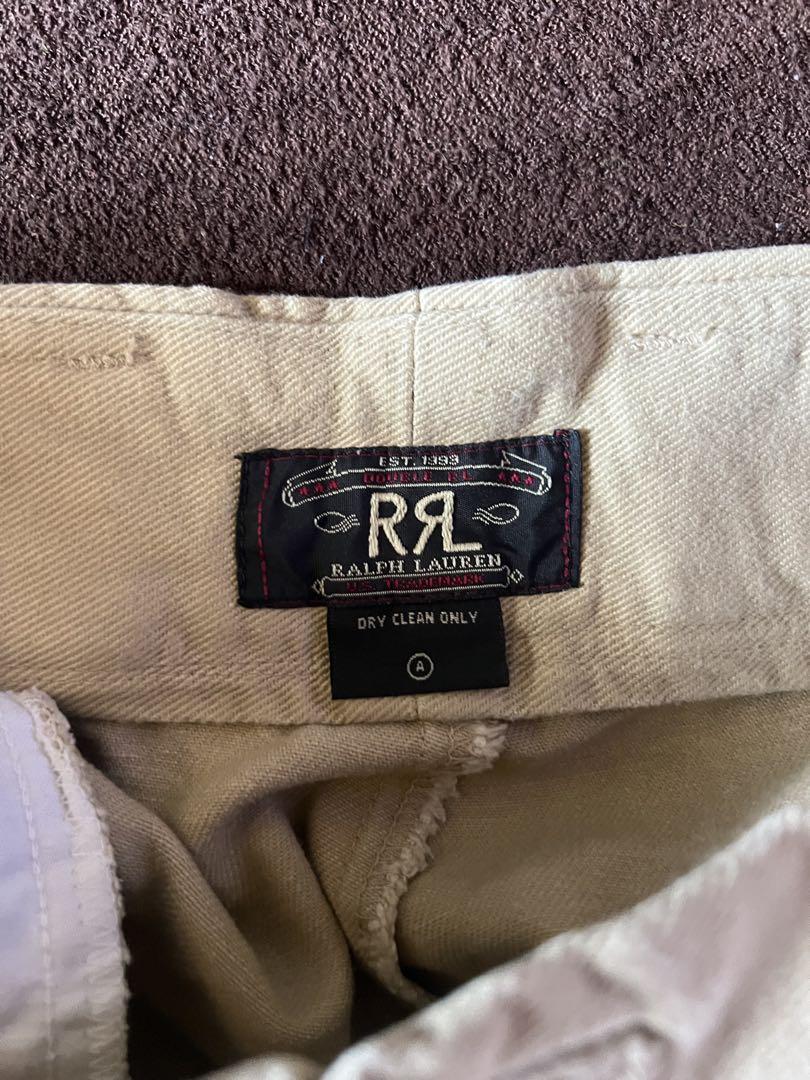 EST. 1993
DOUBLE RL
RRL
RALPH LAUREN
U.S. TRADEMARK
DRY CLEAN ONLY
A